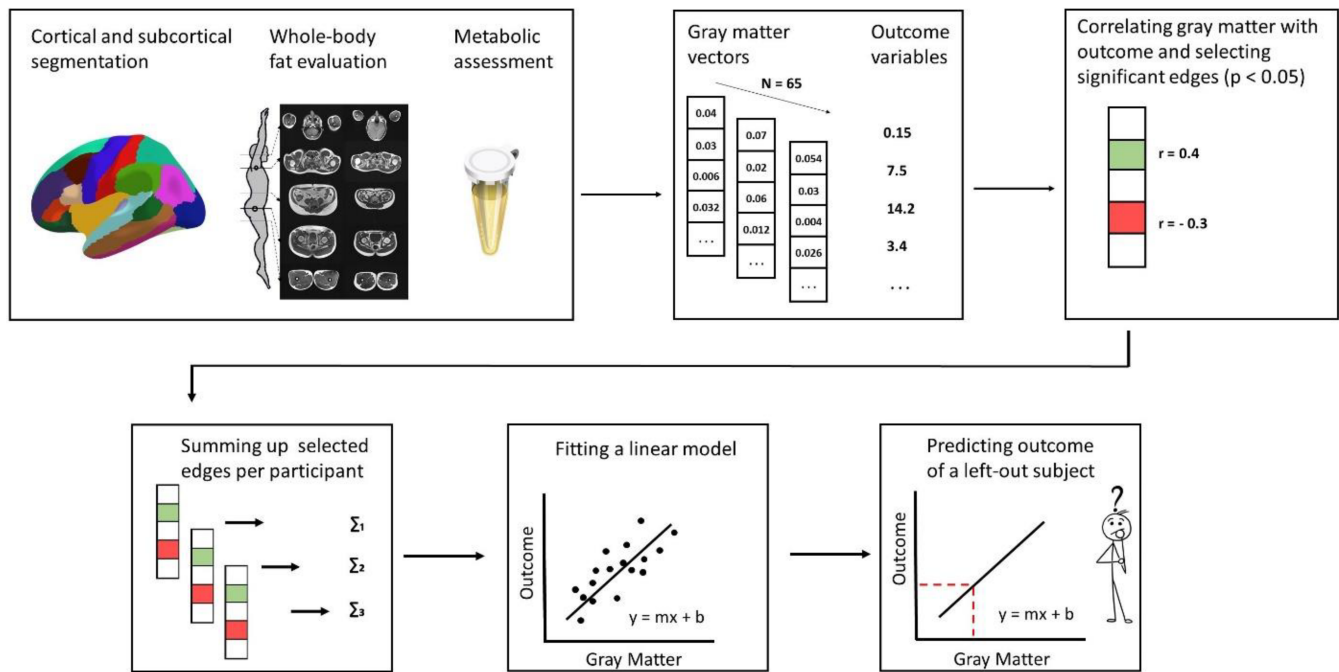 Cortical and subcortical
segmentation
Whole-body
fat evaluation
Metabolic
assessment
Gray matter
vectors
Outcome
variables
N = 65
0.04
0.03
0.006
0.032
...
0.07
0.02
0.06
0.012
...
0.054
0.03
0.004
0.026
...
0.15
7.5
14.2
3.4
...
Correlating gray matter with
outcome and selecting
significant edges (p < 0.05)
r = 0.4
r = - 0.3
Summing up selected
edges per participant
Σ₁
Σ₂
Σ₃
Fitting a linear model
Outcome
y = mx + b
Gray Matter
Predicting outcome
of a left-out subject
?
Outcome
y = mx + b
Gray Matter